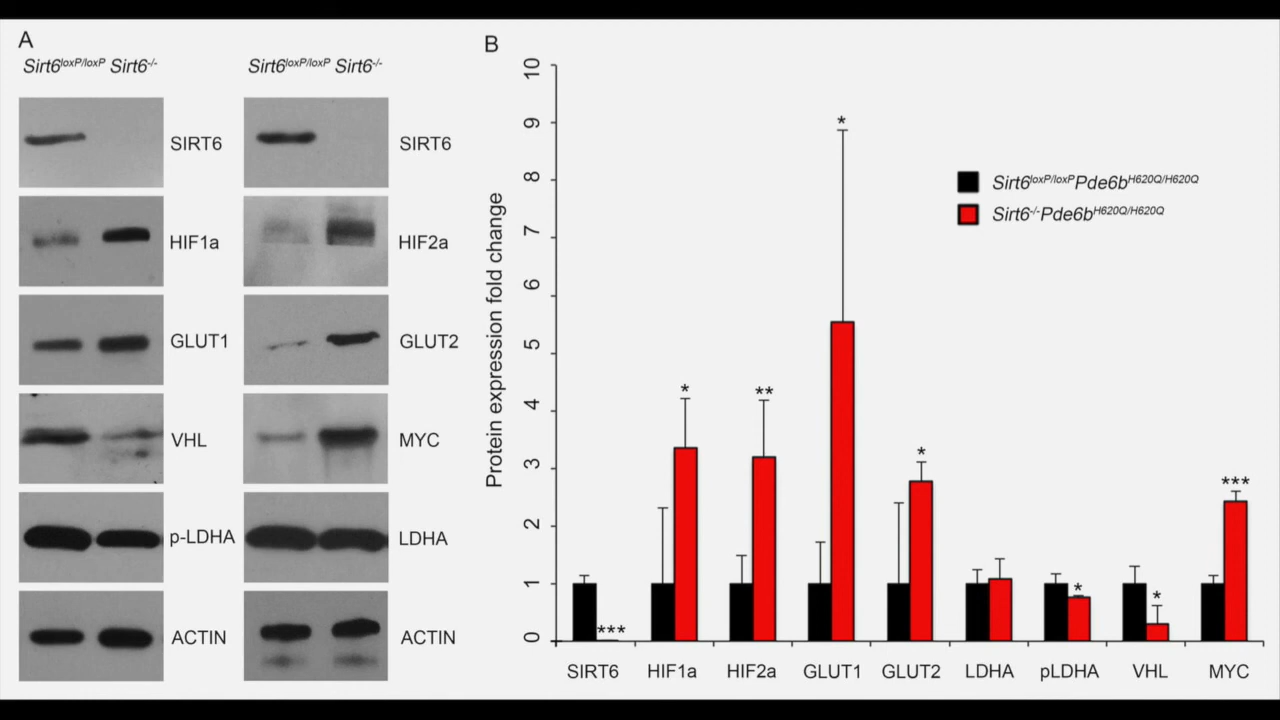 A
Sirt6loxP/loxP Sirt6-/-
SIRT6
HIF1a
GLUT1
VHL
p-LDHA
ACTIN
Sirt6loxP/loxP Sirt6-/-
SIRT6
HIF2a
GLUT2
MYC
LDHA
ACTIN
B
Protein expression fold change
10
9
8
7
6
5
4
3
2
1
0
***
*
**
*
*
*
*
***
Sirt6loxP/loxPPde6bH620Q/H620Q
Sirt6-/-Pde6bH620Q/H620Q
SIRT6 HIF1a HIF2a GLUT1 GLUT2 LDHA pLDHA VHL MYC